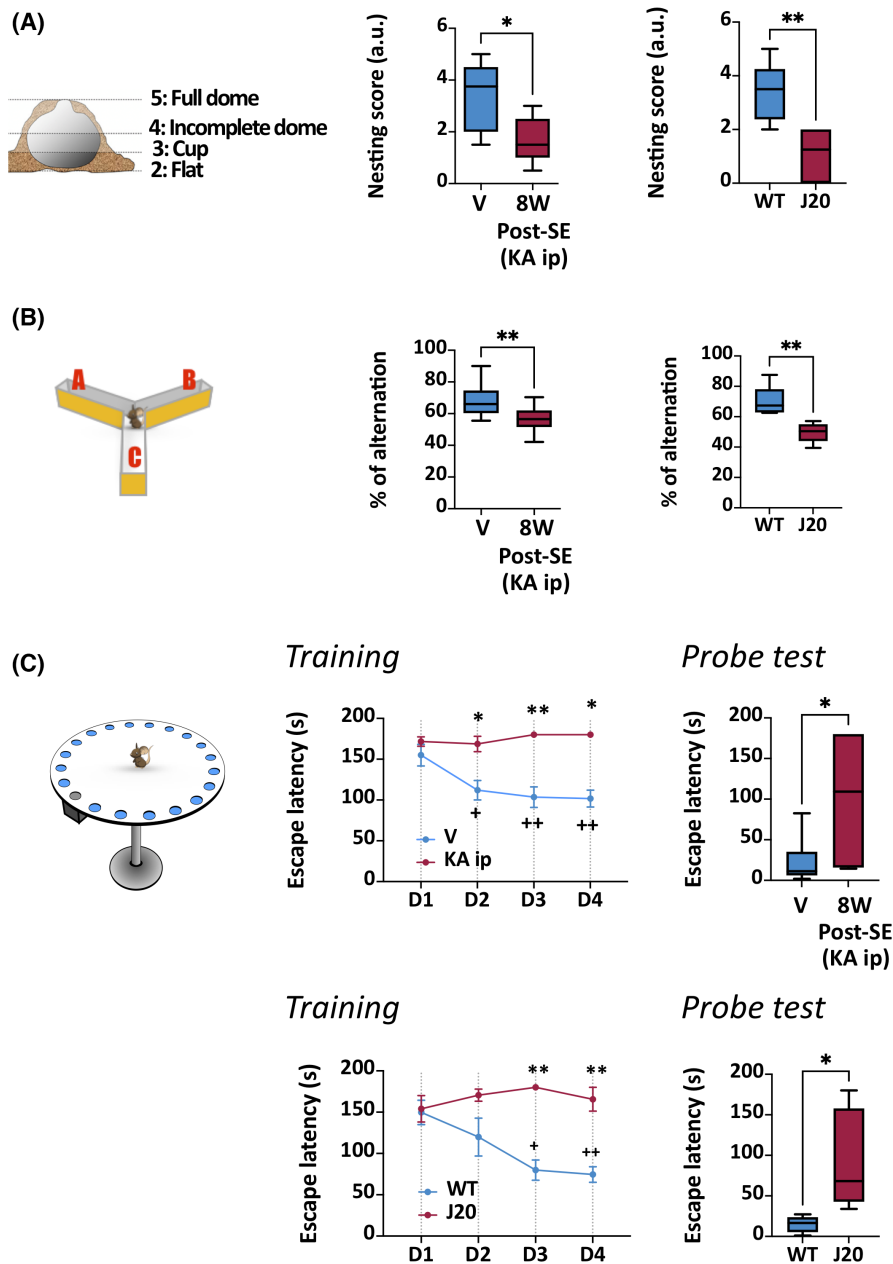 (A)
5: Full dome
4: Incomplete dome
3: Cup
2: Flat
Nesting score (a.u.)
6
4
2
0
*
V
8W
Post-SE
(KA ip)
Nesting score (a.u.)
6
4
2
0
**
WT
J20
(B)
A
B
C
% of alternation
100
80
60
40
20
0
**
V
8W
Post-SE
(KA ip)
% of alternation
100
80
60
40
20
0
**
WT
J20
(C)
Training
Escape latency (s)
200
150
100
50
0
*
**
*
+
++
++
V
KA ip
D1
D2
D3
D4
Probe test
Escape latency (s)
200
150
100
50
0
*
V
8W
Post-SE
(KA ip)
Training
Escape latency (s)
200
150
100
50
0
**
**
+
++
WT
J20
D1
D2
D3
D4
Probe test
Escape latency (s)
200
150
100
50
0
*
WT
J20